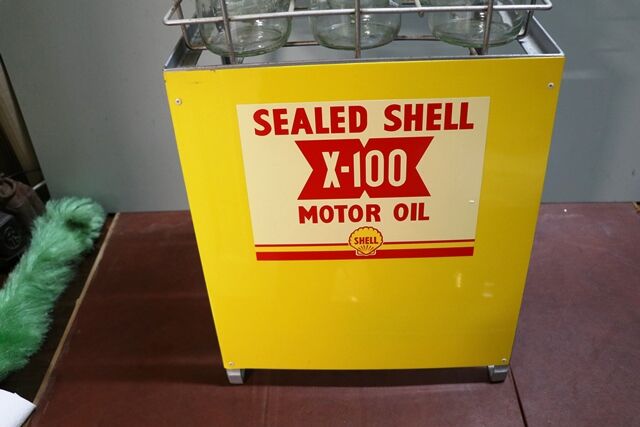 SEALED SHELL
X-100
MOTOR OIL
SHELL